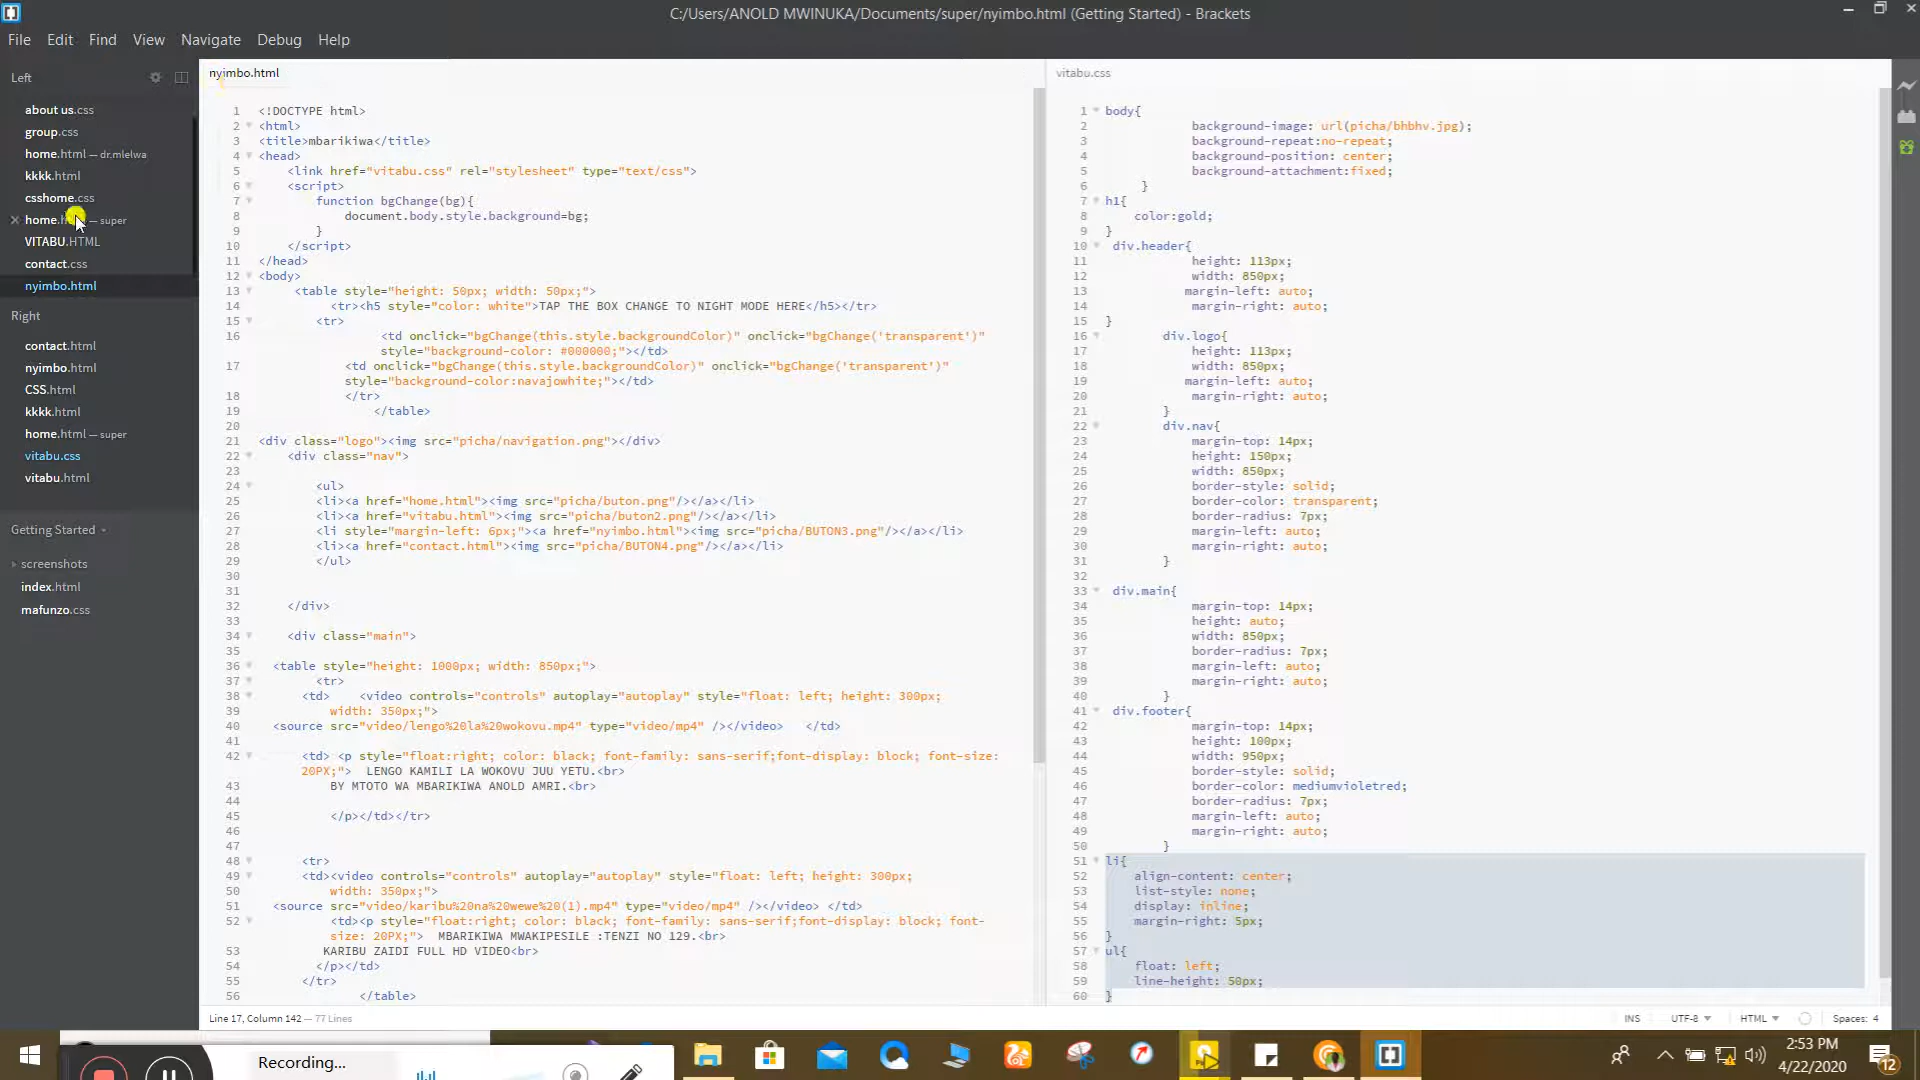 C:/Users/ANOLD MWINUKA/Documents/super/nyimbo.html (Getting Started) - Brackets
File Edit Find View Navigate Debug Help
Left
about us.css
group.css
home.html — dr.mlelwa
kkkk.html
csshome.css
home.h — super
VITABU.HTML
contact.css
nyimbo.html
Right
contact.html
nyimbo.html
CSS.html
kkkk.html
home.html — super
vitabu.css
vitabu.html
Getting Started
screenshots
index.html
mafunzo.css
nyimbo.html
1 <!DOCTYPE html>
2 <html>
3 <title>mbarikiwa</title>
4 <head>
5 <link href="vitabu.css" rel="stylesheet" type="text/css">
6 <script>
7 function bgChange(bg){
8 document.body.style.background=bg;
9 }
10 </script>
11 </head>
12 <body>
13 <table style="height: 50px; width: 50px;">
14 <tr><h5 style="color: white">TAP THE BOX CHANGE TO NIGHT MODE HERE</h5></tr>
15 <tr>
16 <td onclick="bgChange(this.style.backgroundColor)" onclick="bgChange('transparent')"
style="background-color: #000000;"></td>
17 <td onclick="bgChange(this.style.backgroundColor)" onclick="bgChange('transparent')"
style="background-color:navajowhite;"></td>
18 </tr>
19 </table>
20
21 <div class="logo"><img src="picha/navigation.png"></div>
22 <div class="nav">
23
24 <ul>
25 <li><a href="home.html"><img src="picha/buton.png"/></a></li>
26 <li><a href="vitabu.html"><img src="picha/buton2.png"/></a></li>
27 <li style="margin-left: 6px;"><a href="nyimbo.html"><img src="picha/BUTON3.png"/></a></li>
28 <li><a href="contact.html"><img src="picha/BUTON4.png"/></a></li>
29 </ul>
30
31
32 </div>
33
34 <div class="main">
35
36 <table style="height: 1000px; width: 850px;">
37 <tr>
38 <td> <video controls="controls" autoplay="autoplay" style="float: left; height: 300px;
39 width: 350px;">
40 <source src="video/lengo%20la%20wokovu.mp4" type="video/mp4" /></video> </td>
41
42 <td> <p style="float:right; color: black; font-family: sans-serif;font-display: block; font-size:
20PX;"> LENGO KAMILI LA WOKOVU JUU YETU.<br>
43 BY MTOTO WA MBARIKIWA ANOLD AMRI.<br>
44
45 </p></td></tr>
46
47
48 <tr>
49 <td><video controls="controls" autoplay="autoplay" style="float: left; height: 300px;
50 width: 350px;">
51 <source src="video/karibu%20na%20wewe%20(1).mp4" type="video/mp4" /></video> </td>
52 <td><p style="float:right; color: black; font-family: sans-serif;font-display: block; font-
size: 20PX;"> MBARIKIWA MWAKIPESILE :TENZI NO 129.<br>
53 KARIBU ZAIDI FULL HD VIDEO<br>
54 </p></td>
55 </tr>
56 </table>
vitabu.css
1 body{
2 background-image: url(picha/bhbhv.jpg);
3 background-repeat:no-repeat;
4 background-position: center;
5 background-attachment:fixed;
6 }
7 h1{
8 color:gold;
9 }
10 div.header{
11 height: 113px;
12 width: 850px;
13 margin-left: auto;
14 margin-right: auto;
15 }
16 div.logo{
17 height: 113px;
18 width: 850px;
19 margin-left: auto;
20 margin-right: auto;
21 }
22 div.nav{
23 margin-top: 14px;
24 height: 150px;
25 width: 850px;
26 border-style: solid;
27 border-color: transparent;
28 border-radius: 7px;
29 margin-left: auto;
30 margin-right: auto;
31 }
32
33 div.main{
34 margin-top: 14px;
35 height: auto;
36 width: 850px;
37 border-radius: 7px;
38 margin-left: auto;
39 margin-right: auto;
40 }
41 div.footer{
42 margin-top: 14px;
43 height: 100px;
44 width: 950px;
45 border-style: solid;
46 border-color: mediumvioletred;
47 border-radius: 7px;
48 margin-left: auto;
49 margin-right: auto;
50 }
51 li{
52 align-content: center;
53 list-style: none;
54 display: inline;
55 margin-right: 5px;
56 }
57 ul{
58 float: left;
59 line-height: 50px;
60 }
Line 17, Column 142 — 77 Lines
INS UTF-8 HTML Spaces: 4
Recording...
2:53 PM
4/22/2020
12